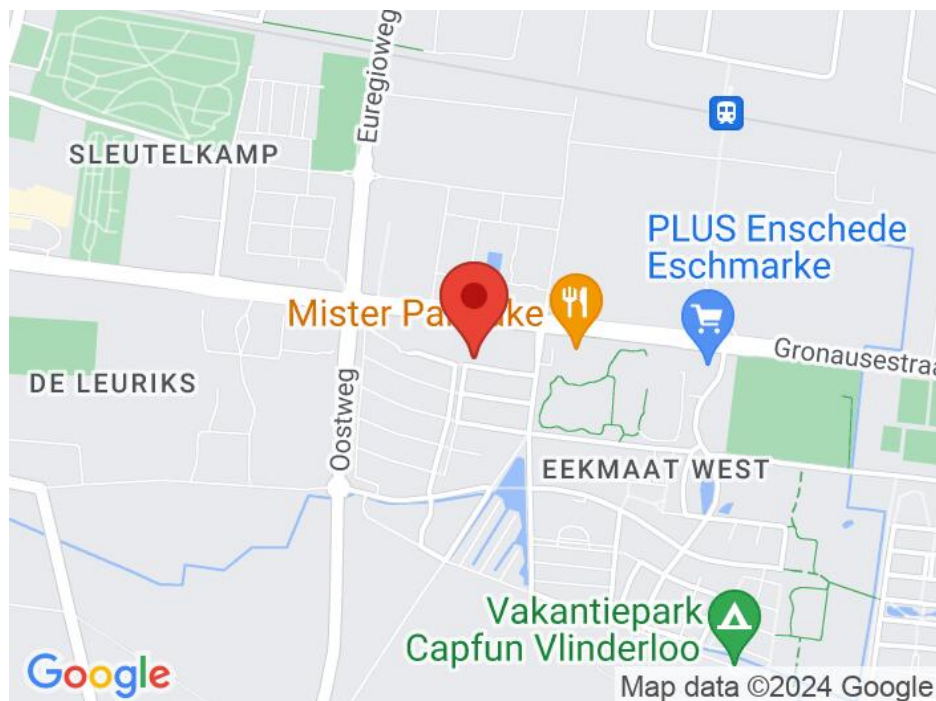 Euregioweg
SLEUTELKAMP
PLUS Enschede
Eschmarke
Mister
Gronausestraa
DE LEURIKS
Oostweg
EEKMAAT WEST
Vakantiepark
Capfun Vlinderloo
Google
Map data ©2024 Google